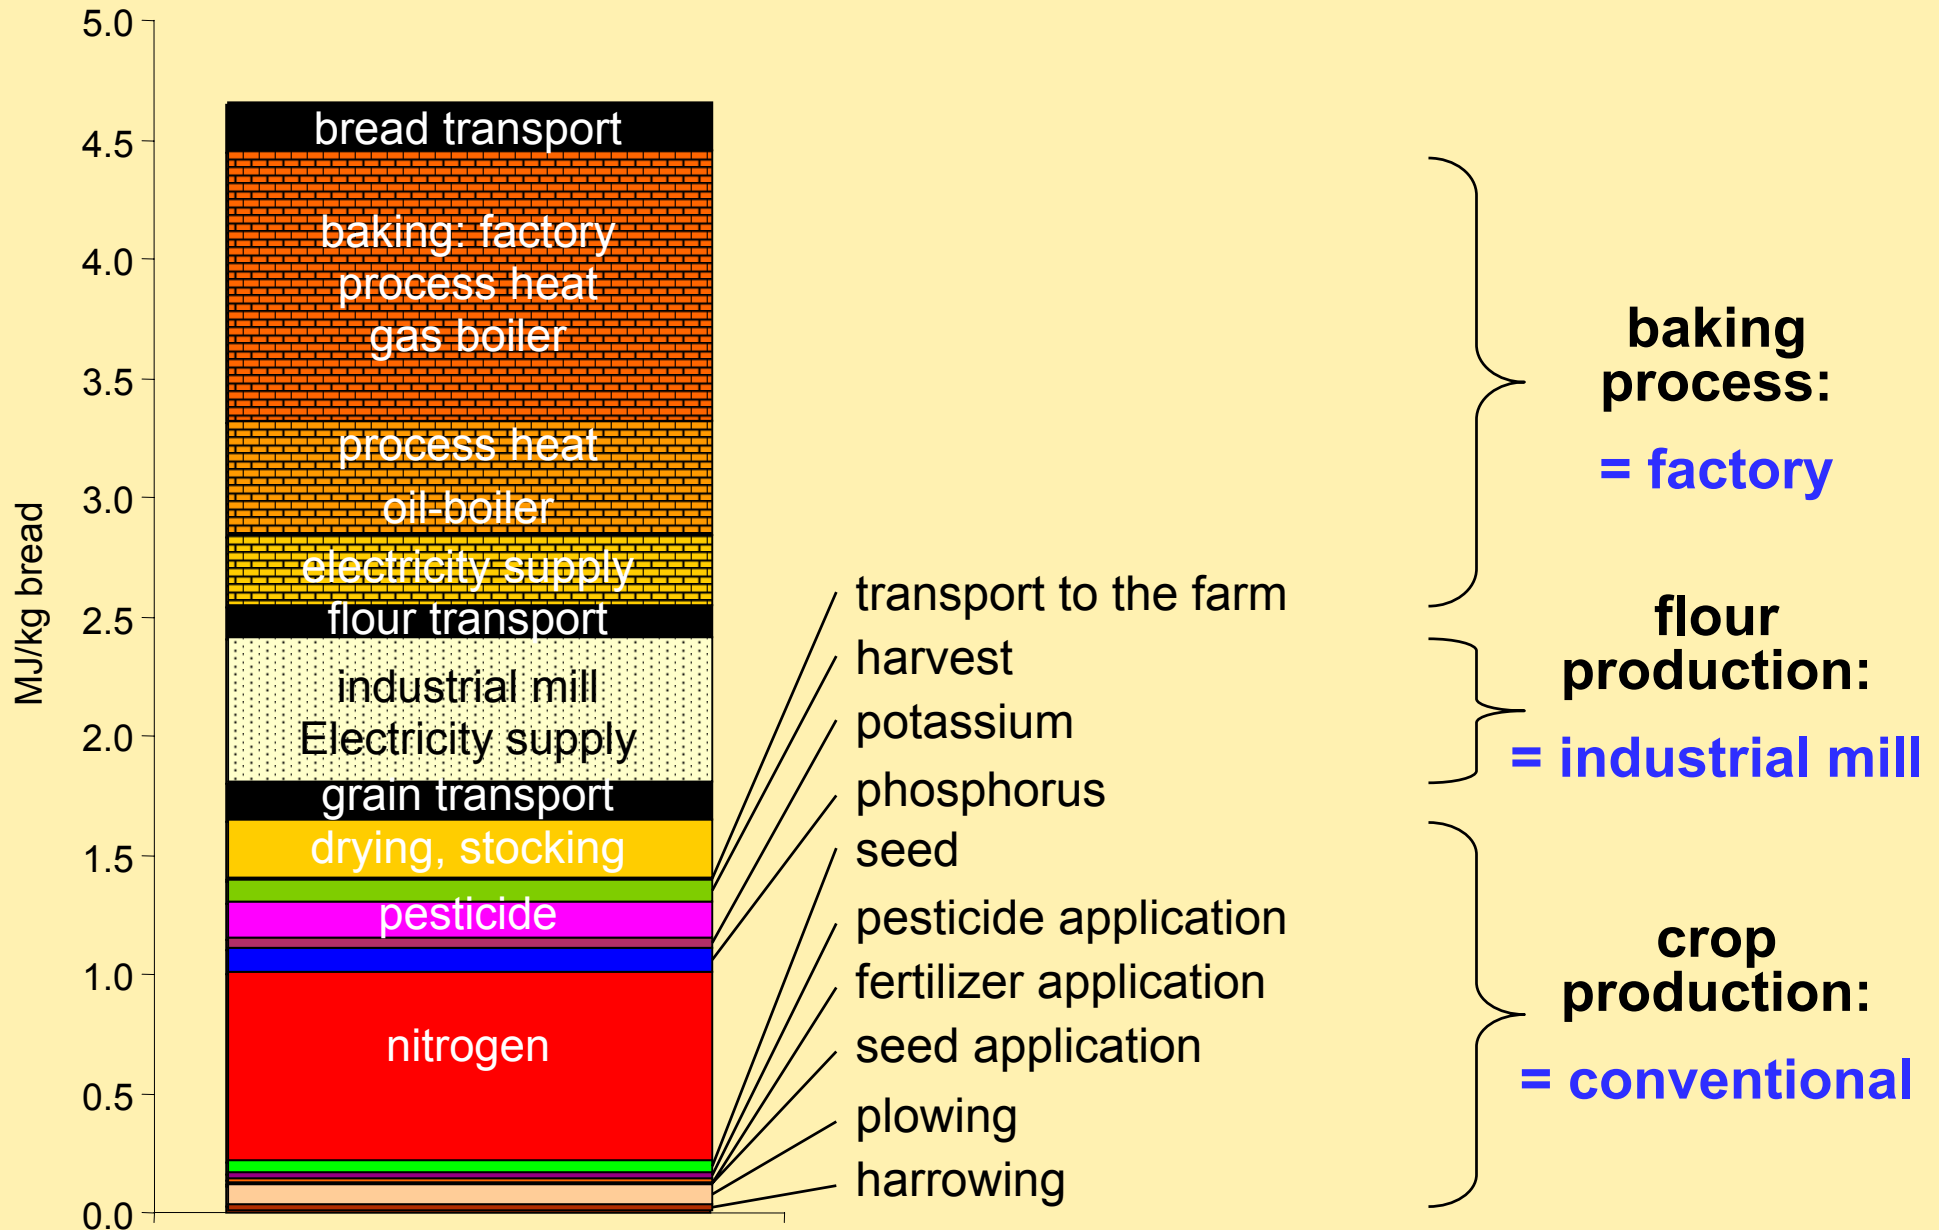 5.0
4.5
4.0
3.5
3.0
2.5
2.0
1.5
1.0
0.5
0.0
MJ/kg bread
bread transport
baking: factory
process heat
gas boiler
process heat
oil-boiler
electricity supply
flour transport
industrial mill
Electricity supply
grain transport
drying, stocking
pesticide
nitrogen
transport to the farm
harvest
potassium
phosphorus
seed
pesticide application
fertilizer application
seed application
plowing
harrowing
baking
process:
= factory
flour
production:
= industrial mill
crop
production:
= conventional